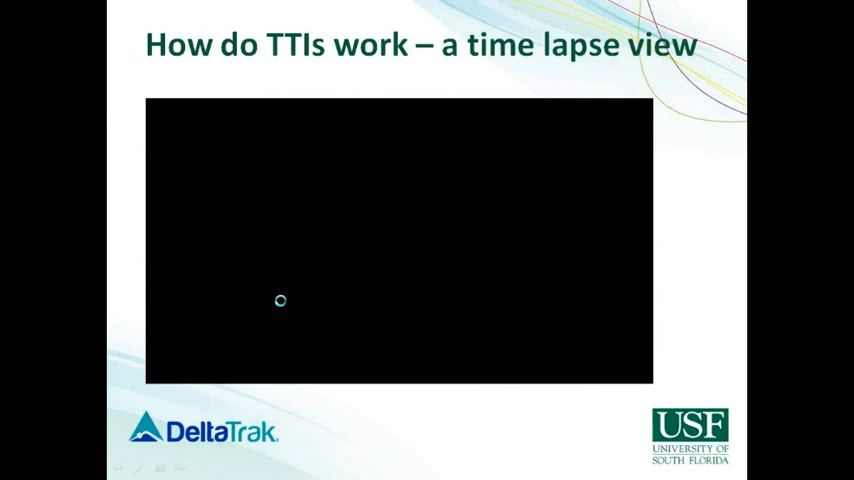 How do TTIs work – a time lapse view
DeltaTrak®
USF
UNIVERSITY OF
SOUTH FLORIDA